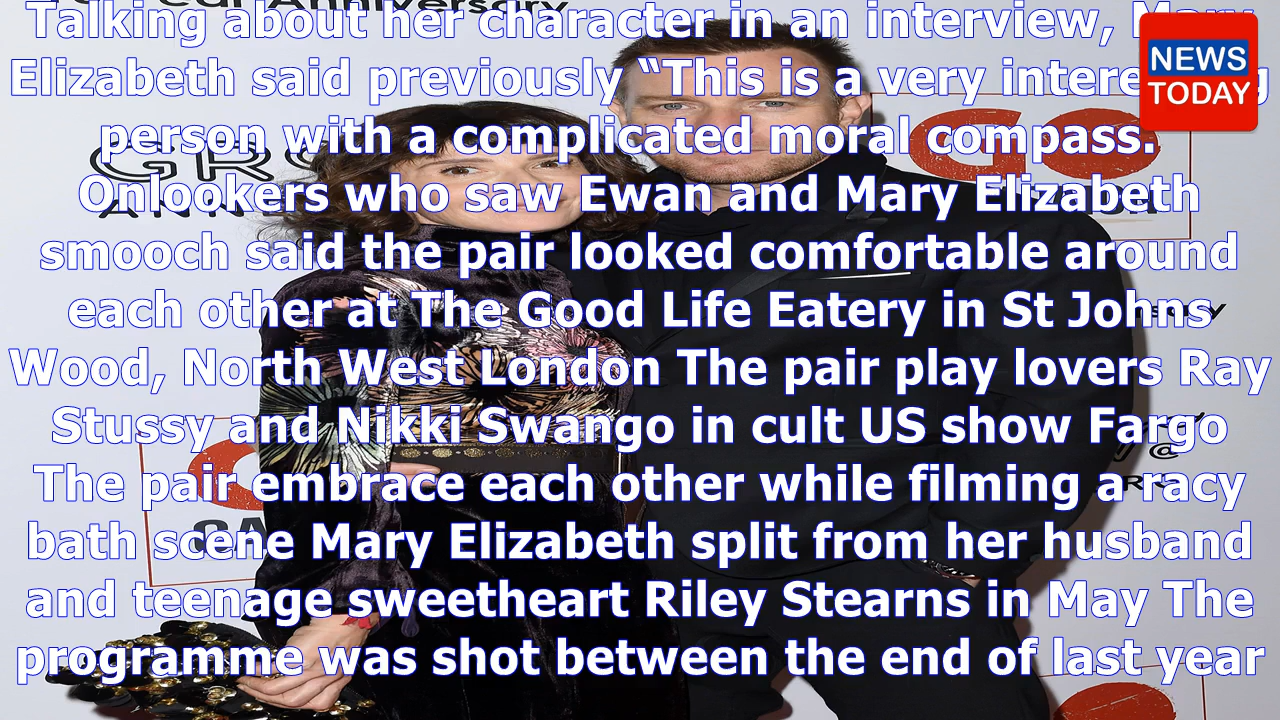 Talking about her character in an interview, Mary
Elizabeth said previously “This is a very interesting
person with a complicated moral compass.
Onlookers who saw Ewan and Mary Elizabeth
smooch said the pair looked comfortable around
each other at The Good Life Eatery in St Johns
Wood, North West London The pair play lovers Ray
Stussy and Nikki Swango in cult US show Fargo
The pair embrace each other while filming a racy
bath scene Mary Elizabeth split from her husband
and teenage sweetheart Riley Stearns in May The
programme was shot between the end of last year
NEWS
TODAY
GO